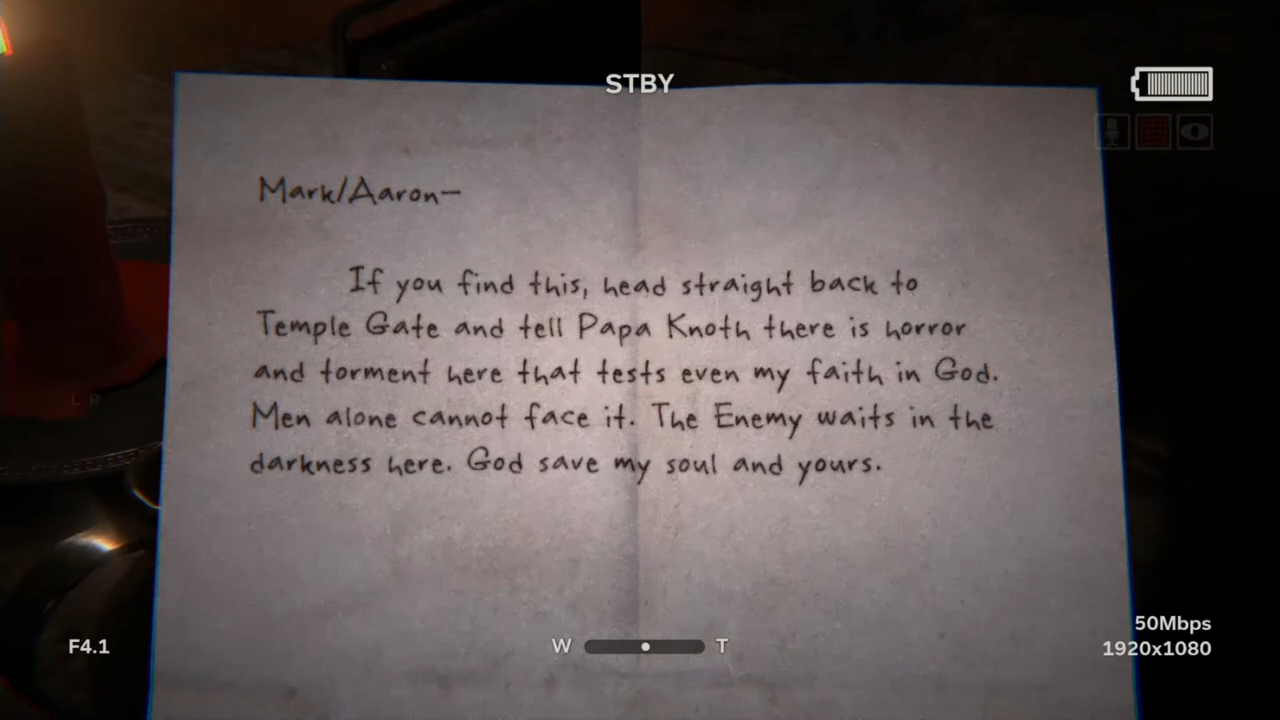 STBY
Mark/Aaron—
If you find this, head straight back to
Temple Gate and tell Papa Knoth there is horror
and torment here that tests even my faith in God.
Men alone cannot face it. The Enemy waits in the
darkness here. God save my soul and yours.
L R
F4.1
W T
50Mbps
1920x1080